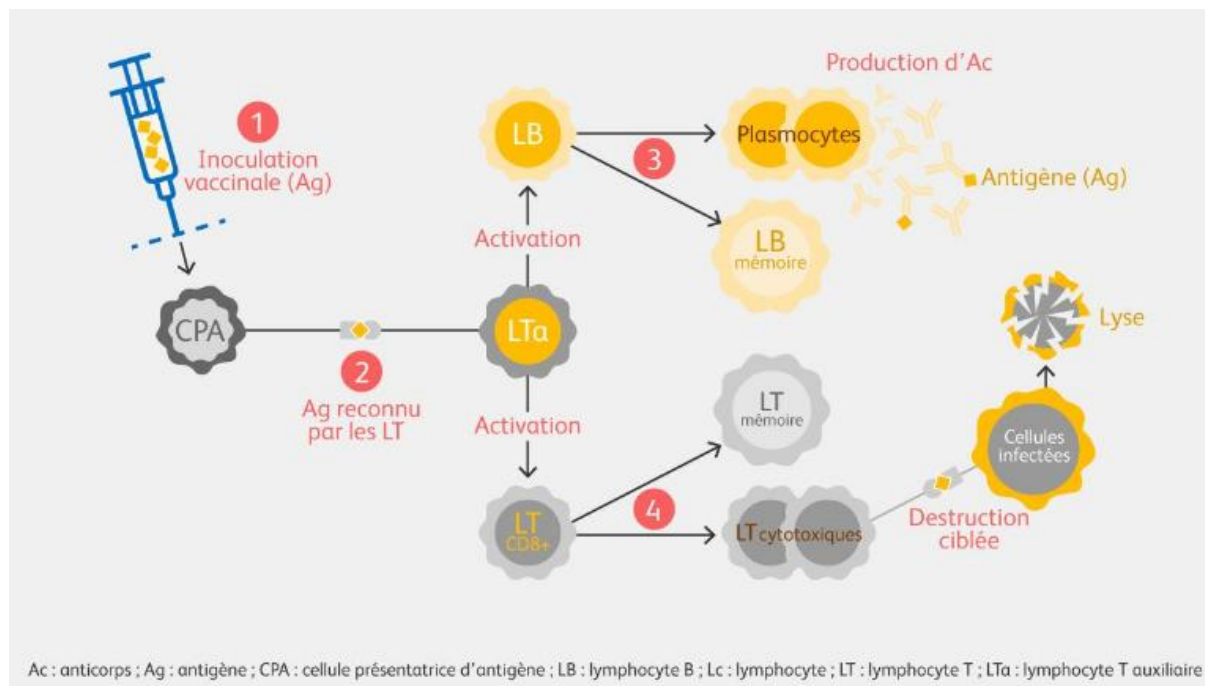 Production d'Ac
1
Inoculation
vaccinale (Ag)
LB
3
Plasmocytes
Antigène (Ag)
Activation
LB
mémoire
CPA
LTa
Lyse
2
Ag reconnu
par les LT
Activation
LT
mémoire
Cellules
infectées
LT
CD8+
4
LT cytotoxiques
Destruction
ciblée
Ac : anticorps ; Ag : antigène ; CPA : cellule présentatrice d'antigène ; LB : lymphocyte B ; Lc : lymphocyte ; LT : lymphocyte T ; LTa : lymphocyte T auxiliaire